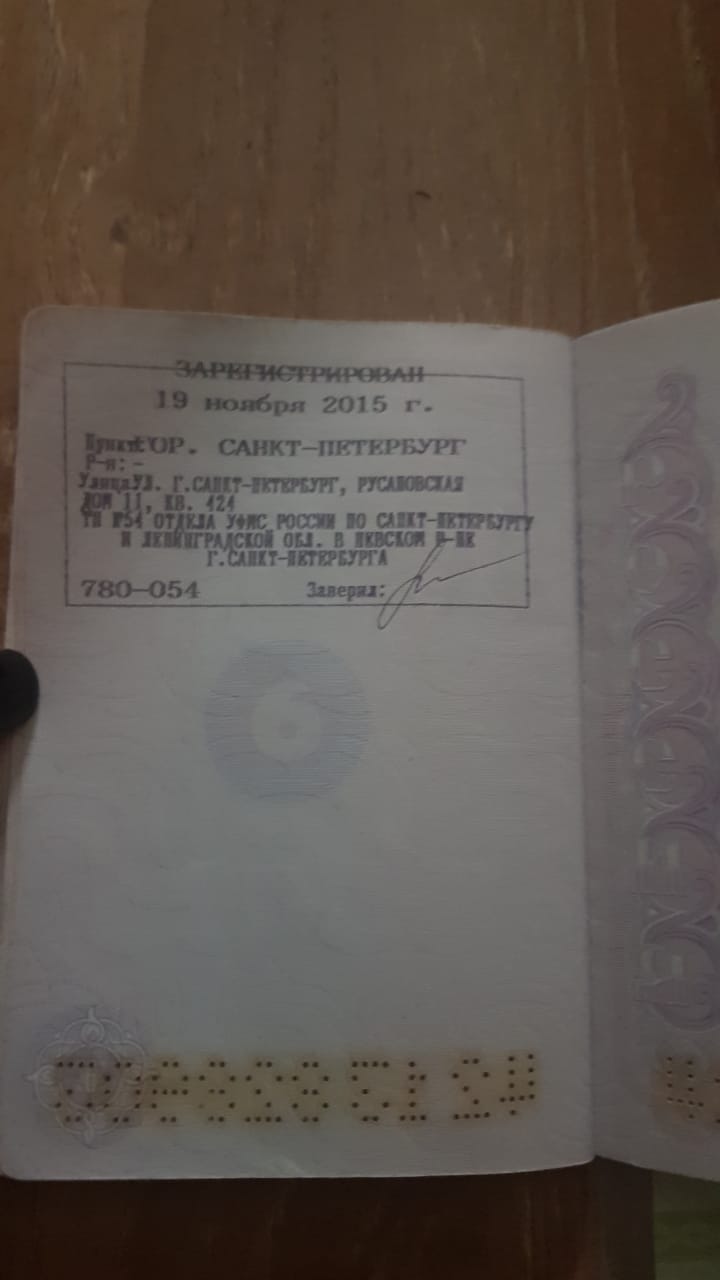 ЗАРЕГИСТРИРОВАН
19 ноября 2015 г.
Пункт: ГОР. САНКТ-ПЕТЕРБУРГ
Р-н: -
Улица УЛ. Г.САНКТ-ПЕТЕРБУРГ, РУСАНОВСКАЯ
ДОМ 11, КВ. 424
ТП №54 ОТДЕЛА УФМС РОССИИ ПО САНКТ-ПЕТЕРБУРГУ
И ЛЕНИНГРАДСКОЙ ОБЛ. В НЕВСКОМ Р-НЕ
Г.САНКТ-ПЕТЕРБУРГА
780-054 Заверил: